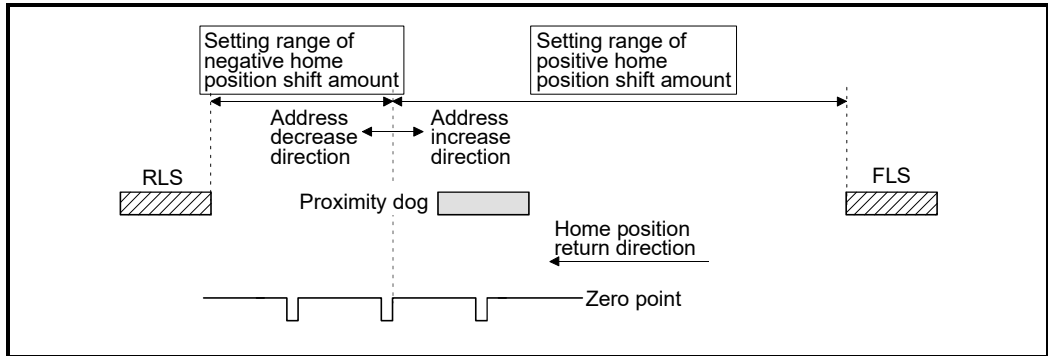 Setting range of
negative home
position shift amount
Setting range of
positive home
position shift amount
Address
decrease
direction
Address
increase
direction
RLS
FLS
Proximity dog
Home position
return direction
Zero point